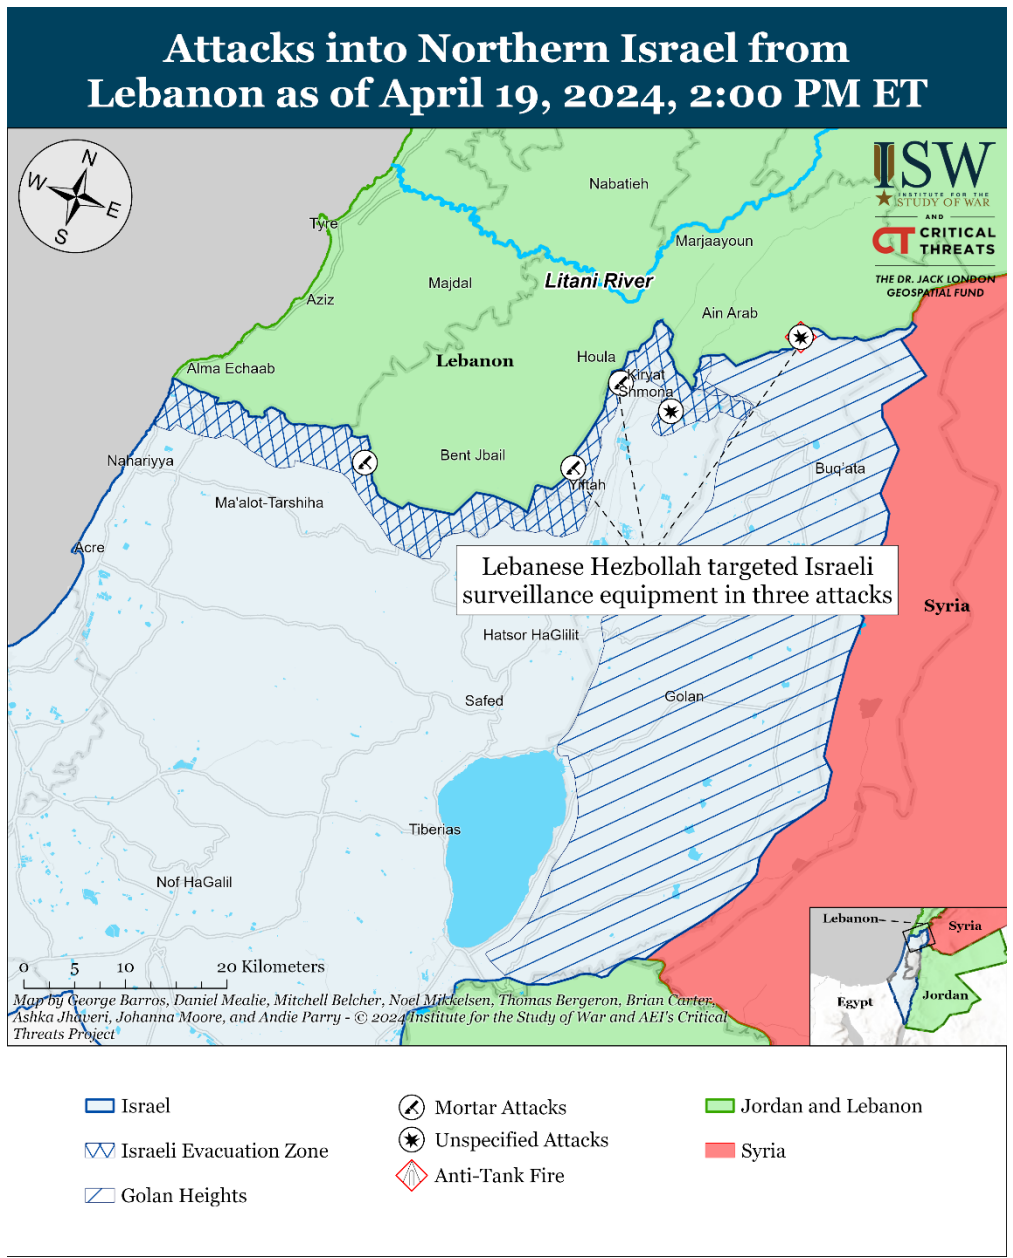 Attacks into Northern Israel from
Lebanon as of April 19, 2024, 2:00 PM ET
N
W
E
S
ISW
INSTITUTE FOR THE
STUDY OF WAR
AND
CT CRITICAL
THREATS
THE DR. JACK LONDON
GEOSPATIAL FUND
Nabatieh
Tyre
Marjaayoun
Majdal
Litani River
Aziz
Ain Arab
Lebanon
Houla
Alma Echaab
Kiryat
Shmona
Bent Jbail
Nahariyya
Buq'ata
Yiftah
Ma'alot-Tarshiha
Acre
Lebanese Hezbollah targeted Israeli
surveillance equipment in three attacks
Syria
Hatsor HaGlilit
Safed
Golan
Tiberias
Nof HaGalil
Lebanon
Syria
Jordan
Egypt
0 5 10 20 Kilometers
Map by George Barros, Daniel Mealie, Mitchell Belcher, Noel Mikkelsen, Thomas Bergeron, Brian Carter,
Ashka Jhaveri, Johanna Moore, and Andie Parry - © 2024 Institute for the Study of War and AEI's Critical
Threats Project
Israel
Israeli Evacuation Zone
Golan Heights
Mortar Attacks
Unspecified Attacks
Anti-Tank Fire
Jordan and Lebanon
Syria